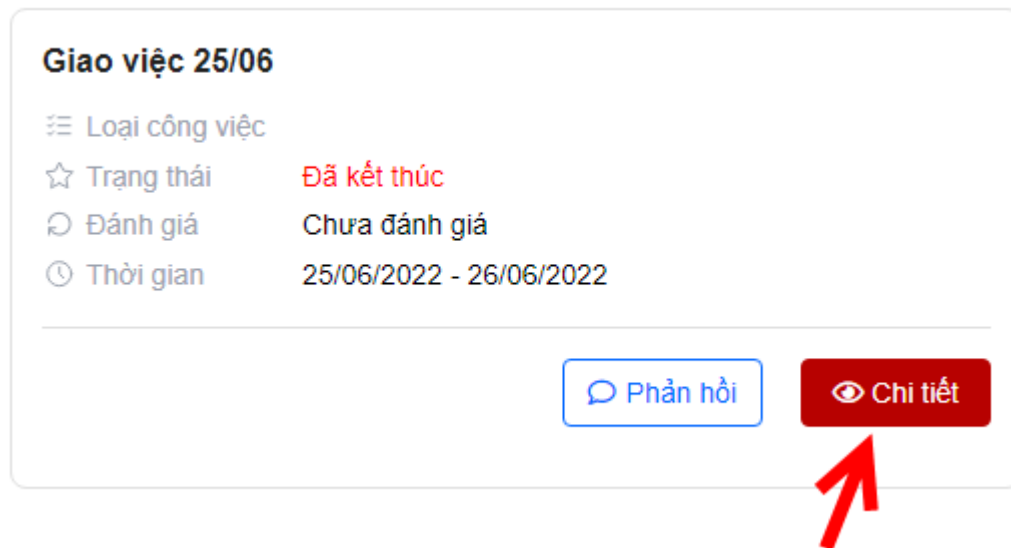 Giao việc 25/06
Loại công việc
Trạng thái Đã kết thúc
Đánh giá Chưa đánh giá
Thời gian 25/06/2022 - 26/06/2022
Phản hồi Chi tiết